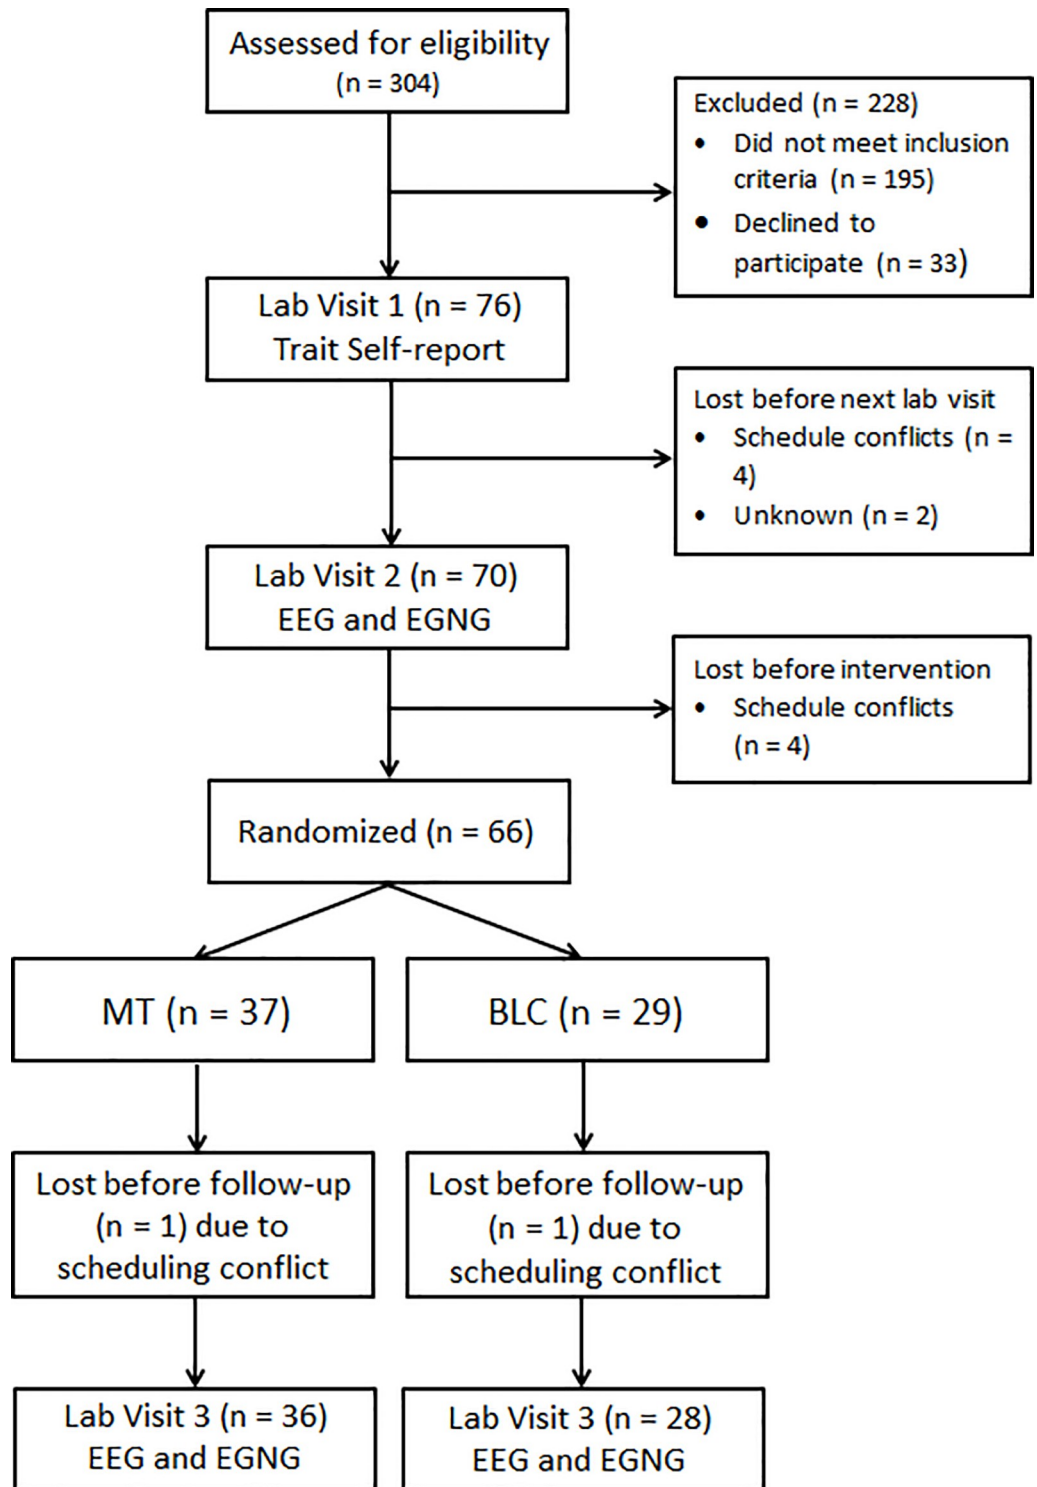 Assessed for eligibility
(n = 304)
Excluded (n = 228)
• Did not meet inclusion
criteria (n = 195)
• Declined to
participate (n = 33)
Lab Visit 1 (n = 76)
Trait Self-report
Lost before next lab visit
• Schedule conflicts (n =
4)
• Unknown (n = 2)
Lab Visit 2 (n = 70)
EEG and EGNG
Lost before intervention
• Schedule conflicts
(n = 4)
Randomized (n = 66)
MT (n = 37)
BLC (n = 29)
Lost before follow-up
(n = 1) due to
scheduling conflict
Lost before follow-up
(n = 1) due to
scheduling conflict
Lab Visit 3 (n = 36)
EEG and EGNG
Lab Visit 3 (n = 28)
EEG and EGNG